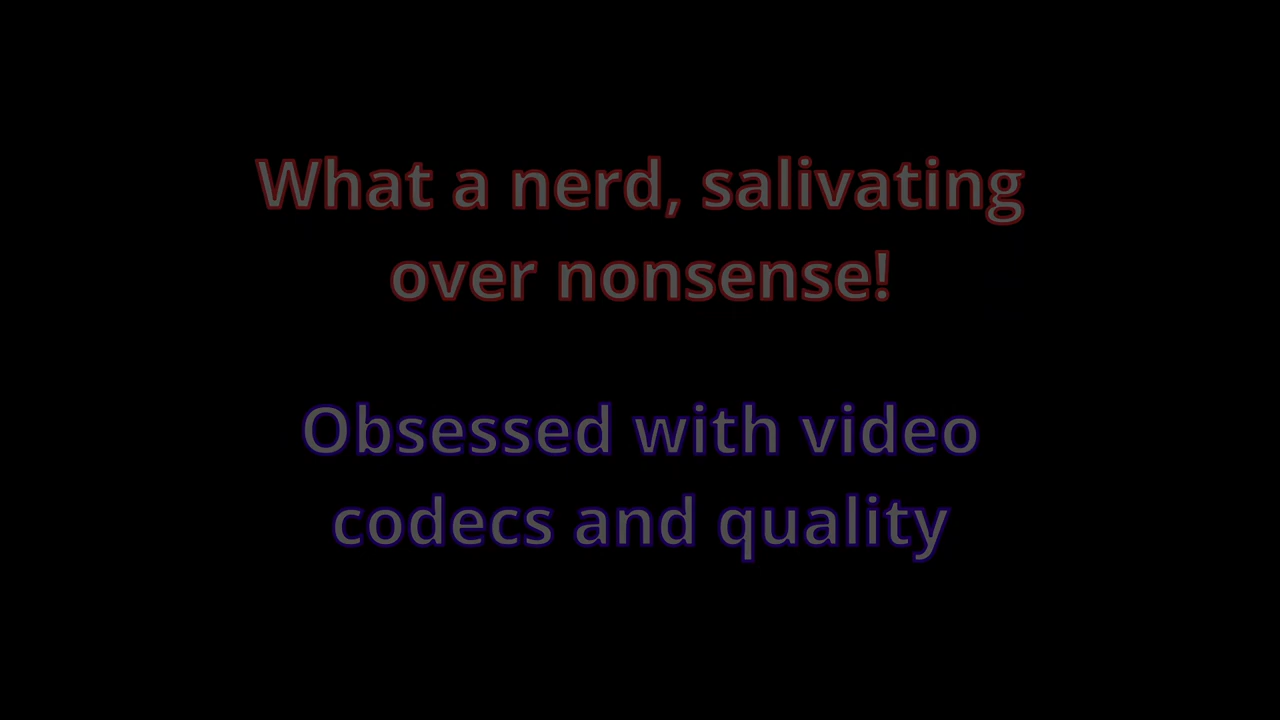 What a nerd, salivating
over nonsense!
Obsessed with video
codecs and quality